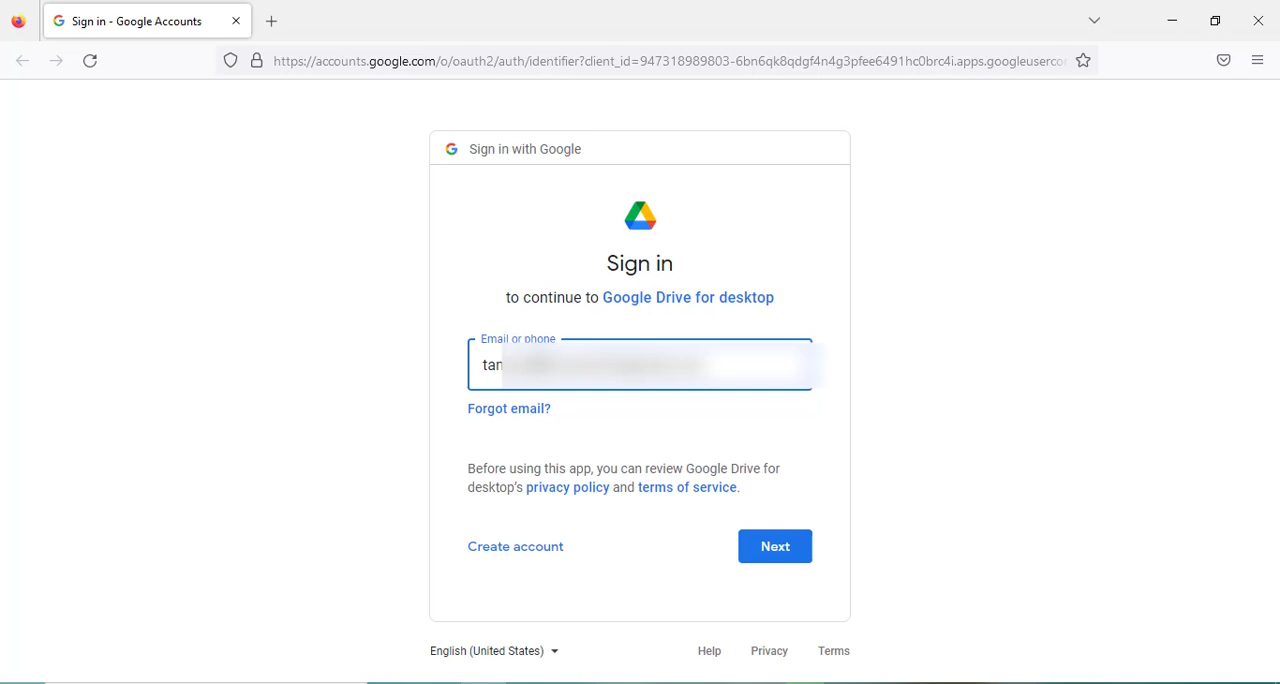 Sign in - Google Accounts
https://accounts.google.com/o/oauth2/auth/identifier?client_id=947318989803-6bn6qk8qdgf4n4g3pfee6491hc0brc4i.apps.googleusercon
Sign in with Google
Sign in
to continue to Google Drive for desktop
Email or phone
tan
Forgot email?
Before using this app, you can review Google Drive for
desktop's privacy policy and terms of service.
Create account Next
English (United States) Help Privacy Terms